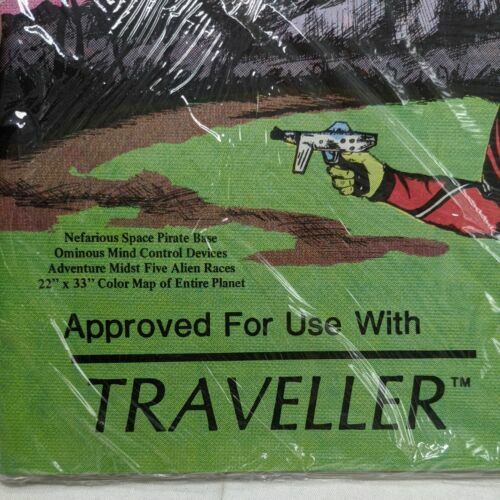 Nefarious Space Pirate Base
Ominous Mind Control Devices
Adventure Midst Five Alien Races
22" x 33" Color Map of Entire Planet
Approved For Use With
TRAVELLER™